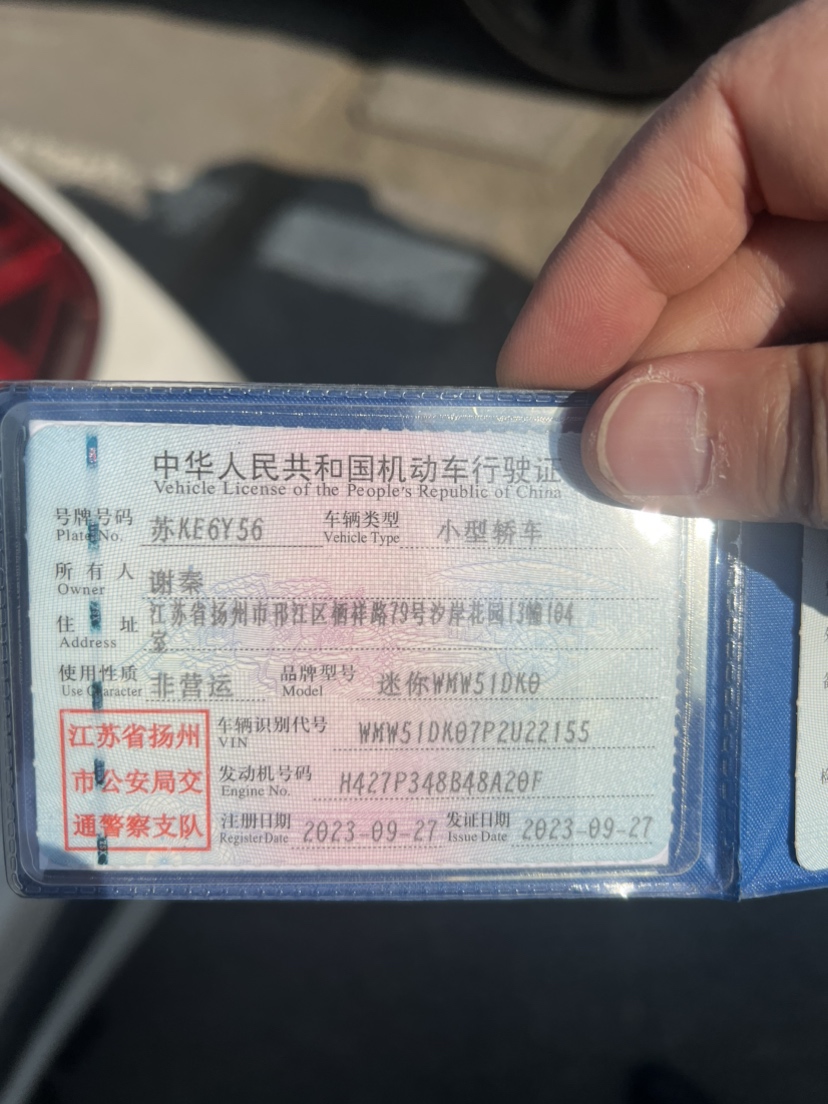 中华人民共和国机动车行驶证
Vehicle License of the People's Republic of China
号牌号码 苏KE6Y56 车辆类型 小型轿车
Plate No. Vehicle Type
所有人 谢秦
Owner
住址 江苏省扬州市邗江区栖祥路79号汐岸花园13幢104
室
Address
使用性质 非营运 品牌型号 迷你WMW51DK0
Use Character Model
江苏省扬州
市公安局交
通警察支队
车辆识别代号 WMW51DK07P2U22155
VIN
发动机号码 H427P348B48A20F
Engine No.
注册日期 2023-09-27 发证日期 2023-09-27
Register Date Issue Date